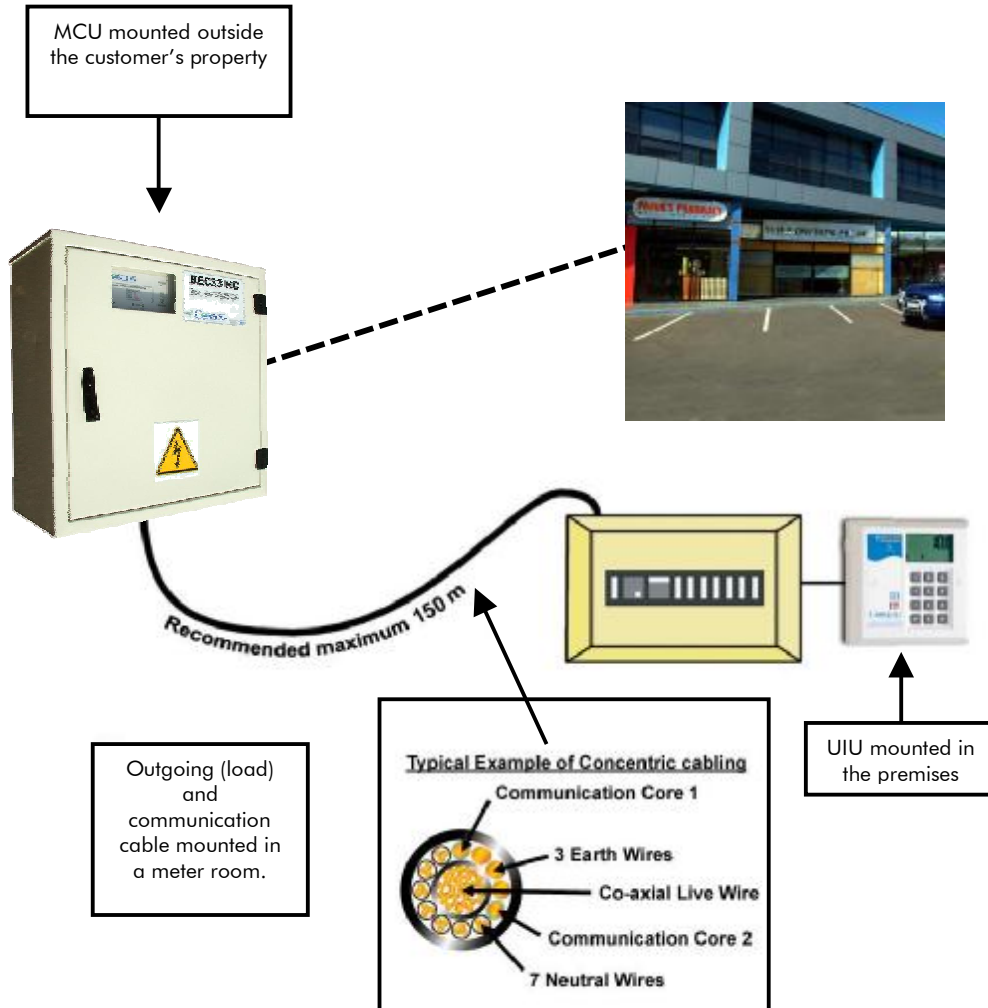 MCU mounted outside
the customer's property
BEC33 MC
Recommended maximum 150 m
Outgoing (load)
and
communication
cable mounted in
a meter room.
Typical Example of Concentric cabling
Communication Core 1
3 Earth Wires
Co-axial Live Wire
Communication Core 2
7 Neutral Wires
UIU mounted in
the premises